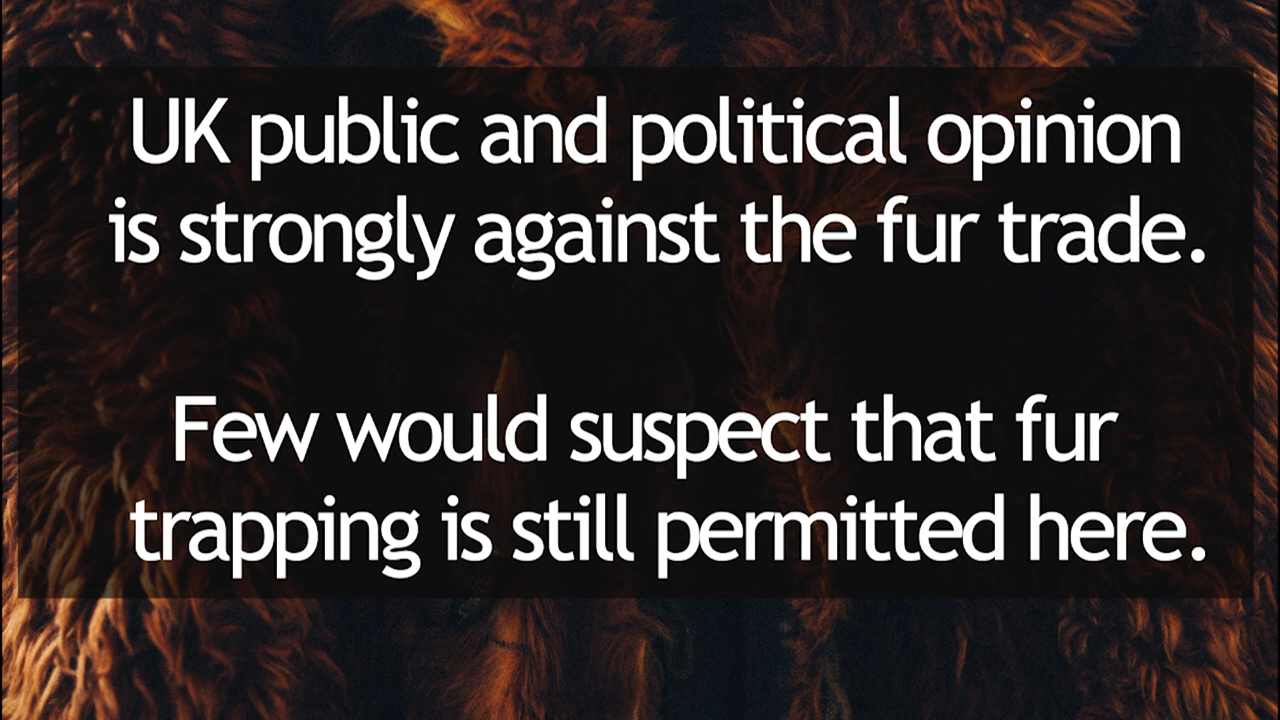 UK public and political opinion
is strongly against the fur trade.
Few would suspect that fur
trapping is still permitted here.